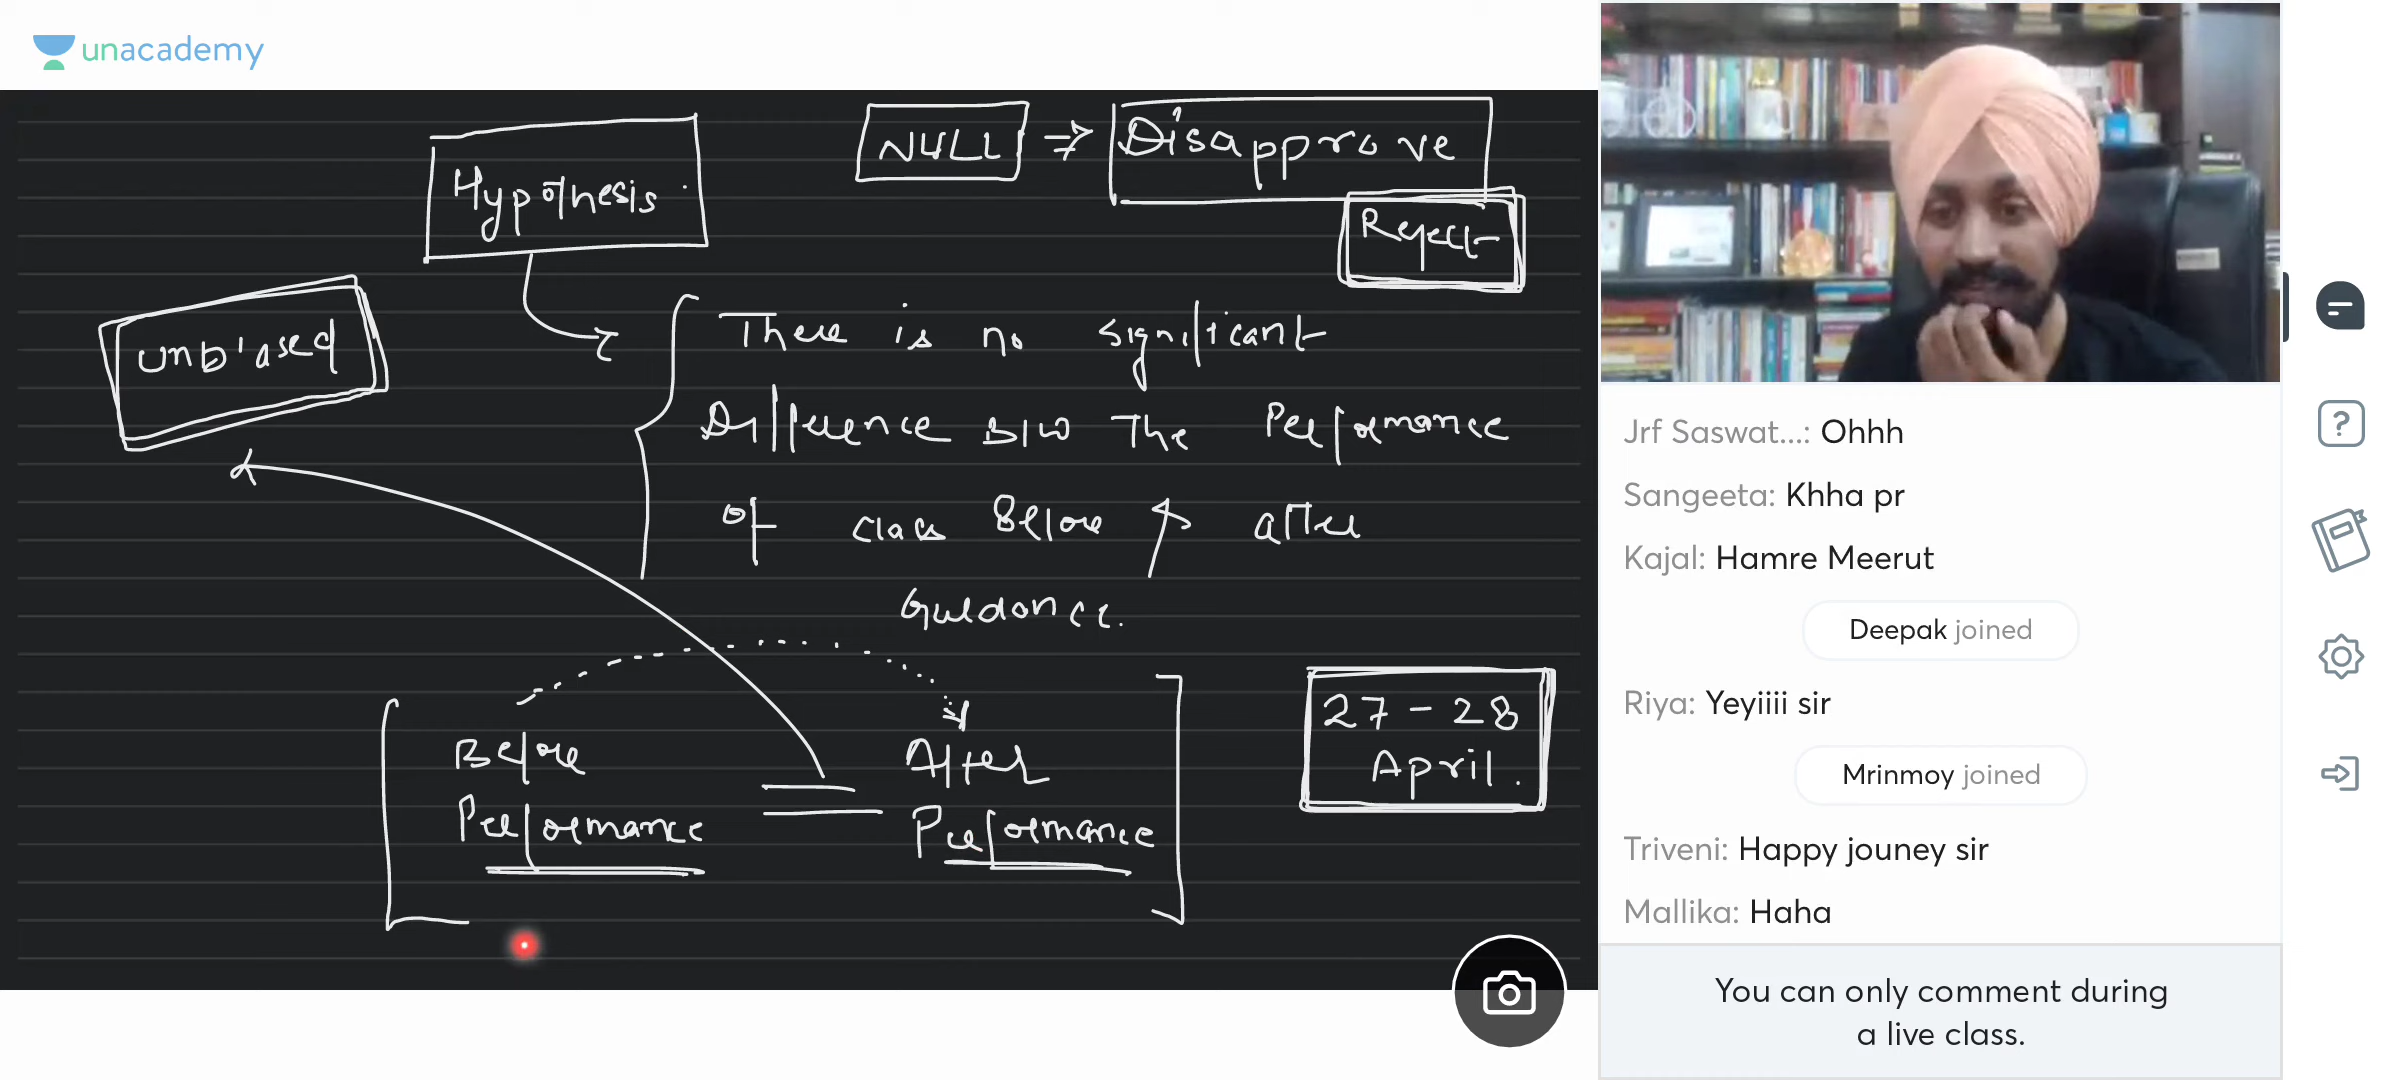 unacademy
Hypothesis.
NULL ⇒ Disapprove
Reject
unbiased
There is no significant
Difference B/w The Performance
of class Before & after
Guidance.
Before
Performance
=
After
Performance
27 - 28
April.
Jrf Saswat...: Ohhh
Sangeeta: Khha pr
Kajal: Hamre Meerut
Deepak joined
Riya: Yeyiiii sir
Mrinmoy joined
Triveni: Happy jouney sir
Mallika: Haha
You can only comment during
a live class.